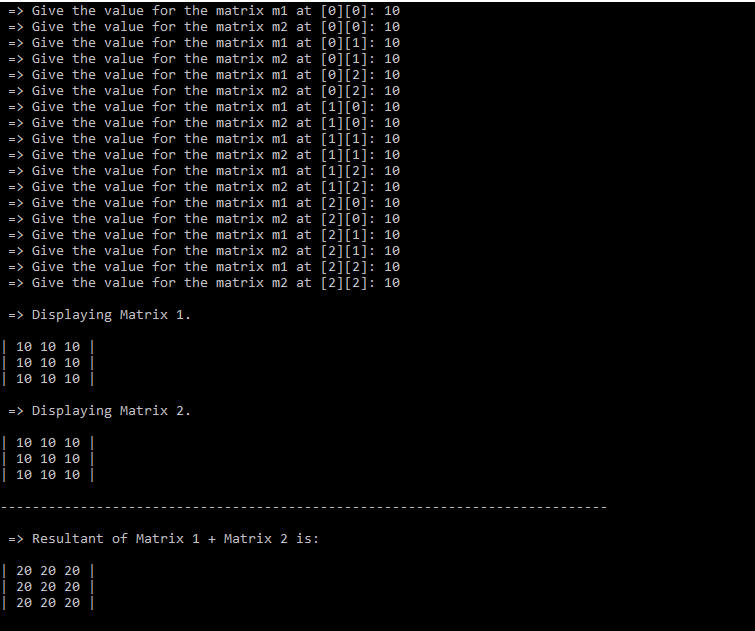 => Give the value for the matrix m1 at [0][0]: 10
=> Give the value for the matrix m2 at [0][0]: 10
=> Give the value for the matrix m1 at [0][1]: 10
=> Give the value for the matrix m2 at [0][1]: 10
=> Give the value for the matrix m1 at [0][2]: 10
=> Give the value for the matrix m2 at [0][2]: 10
=> Give the value for the matrix m1 at [1][0]: 10
=> Give the value for the matrix m2 at [1][0]: 10
=> Give the value for the matrix m1 at [1][1]: 10
=> Give the value for the matrix m2 at [1][1]: 10
=> Give the value for the matrix m1 at [1][2]: 10
=> Give the value for the matrix m2 at [1][2]: 10
=> Give the value for the matrix m1 at [2][0]: 10
=> Give the value for the matrix m2 at [2][0]: 10
=> Give the value for the matrix m1 at [2][1]: 10
=> Give the value for the matrix m2 at [2][1]: 10
=> Give the value for the matrix m1 at [2][2]: 10
=> Give the value for the matrix m2 at [2][2]: 10
=> Displaying Matrix 1.
| 10 10 10 |
| 10 10 10 |
| 10 10 10 |
=> Displaying Matrix 2.
| 10 10 10 |
| 10 10 10 |
| 10 10 10 |
----------------------------------------------------------------------------
=> Resultant of Matrix 1 + Matrix 2 is:
| 20 20 20 |
| 20 20 20 |
| 20 20 20 |